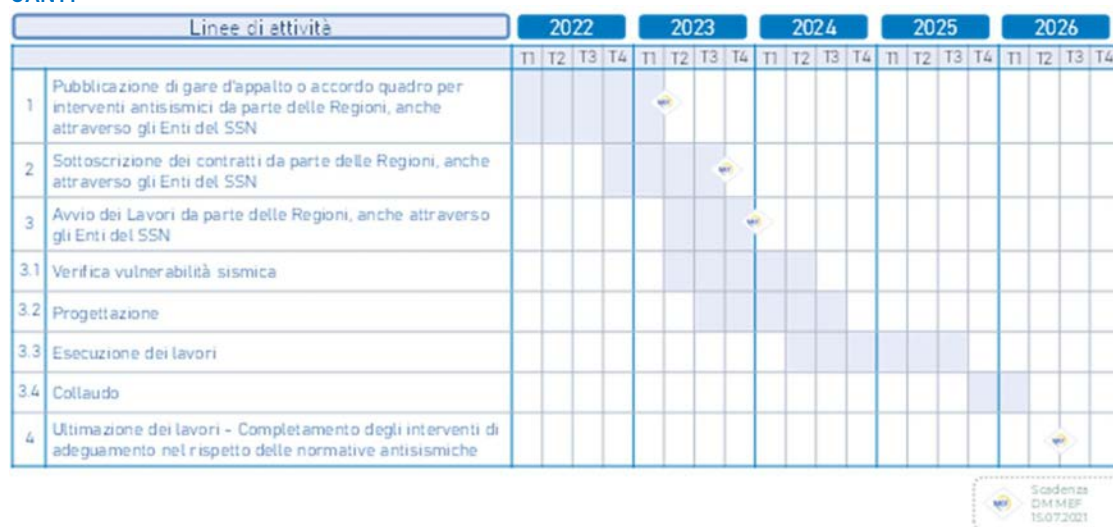 Linee di attività 2022 2023 2024 2025 2026
T1 T2 T3 T4 T1 T2 T3 T4 T1 T2 T3 T4 T1 T2 T3 T4 T1 T2 T3 T4
1 Pubblicazione di gare d'appalto o accordo quadro per
interventi antisismici da parte delle Regioni, anche
attraverso gli Enti del SSN
2 Sottoscrizione dei contratti da parte delle Regioni, anche
attraverso gli Enti del SSN
3 Avvio dei Lavori da parte delle Regioni, anche attraverso
gli Enti del SSN
3.1 Verifica vulnerabilità sismica
3.2 Progettazione
3.3 Esecuzione dei lavori
3.4 Collaudo
4 Ultimazione dei lavori - Completamento degli interventi di
adeguamento nel rispetto delle normative antisismiche
Scadenza
DM MEF
15.07.2021